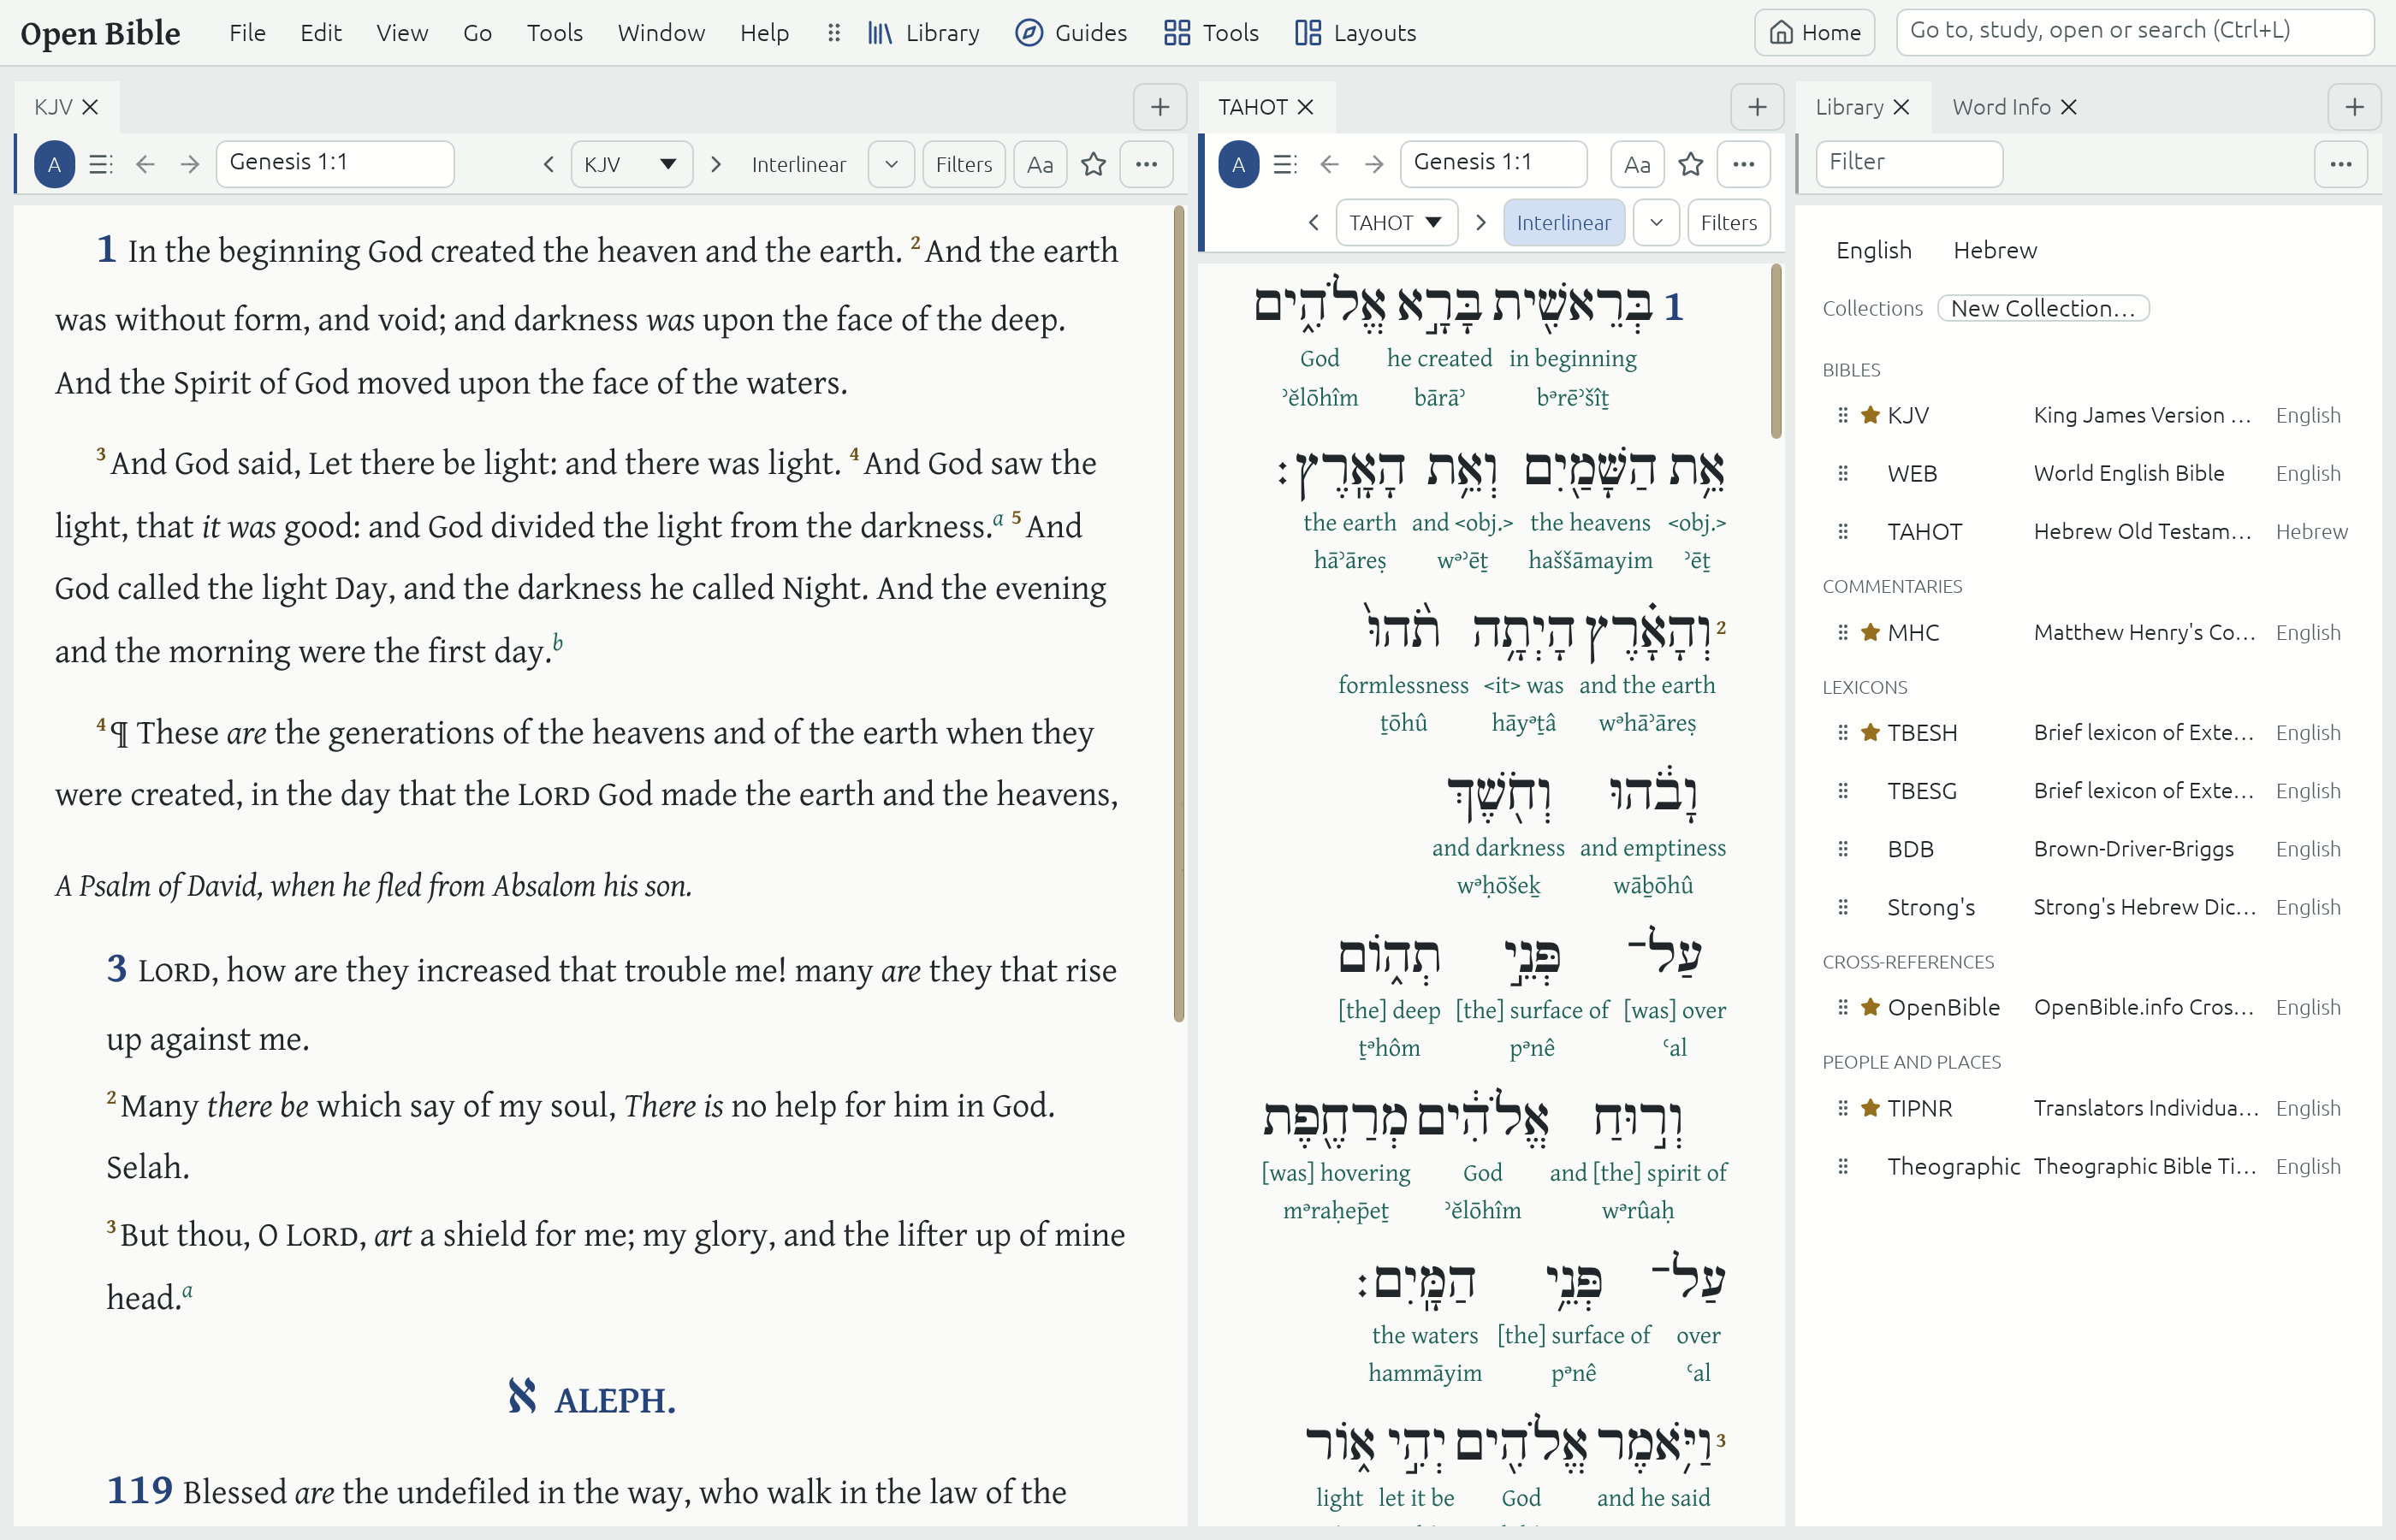 Open Bible File Edit View Go Tools Window Help Library Guides Tools Layouts Home Go to, study, open or search (Ctrl+L)
KJV
A Genesis 1:1 KJV Interlinear Filters Aa
1 In the beginning God created the heaven and the earth. 2 And the earth
was without form, and void; and darkness was upon the face of the deep.
And the Spirit of God moved upon the face of the waters.
3 And God said, Let there be light: and there was light. 4 And God saw the
light, that it was good: and God divided the light from the darkness.a 5 And
God called the light Day, and the darkness he called Night. And the evening
and the morning were the first day.b
4 ¶ These are the generations of the heavens and of the earth when they
were created, in the day that the LORD God made the earth and the heavens,
A Psalm of David, when he fled from Absalom his son.
3 LORD, how are they increased that trouble me! many are they that rise
up against me.
2 Many there be which say of my soul, There is no help for him in God.
Selah.
3 But thou, O LORD, art a shield for me; my glory, and the lifter up of mine
head.a
א ALEPH.
119 Blessed are the undefiled in the way, who walk in the law of the
TAHOT
A Genesis 1:1 Aa
TAHOT Interlinear Filters
1 בְּרֵאשִׁ֖ית בָּרָ֣א אֱלֹהִ֑ים
God he created in beginning
ʾĕlōhîm bārāʾ bᵊrēʾšîṯ
אֵ֥ת הַשָּׁמַ֖יִם וְאֵ֥ת הָאָֽרֶץ׃
the earth and <obj.> the heavens <obj.>
hāʾāreṣ wᵊʾēṯ haššāmayim ʾēṯ
2 וְהָאָ֗רֶץ הָיְתָ֥ה תֹ֙הוּ֙
formlessness <it> was and the earth
ṯōhû hāyᵊṯâ wᵊhāʾāreṣ
וָבֹ֔הוּ וְחֹ֖שֶׁךְ
and darkness and emptiness
wᵊḥōšeḵ wāḇōhû
עַל־ פְּנֵ֣י תְה֑וֹם
[the] deep [the] surface of [was] over
ṯᵊhôm pᵊnê ʿal
וְר֣וּחַ אֱלֹהִ֔ים מְרַחֶ֖פֶת
[was] hovering God and [the] spirit of
mᵊraḥep̄eṯ ʾĕlōhîm wᵊrûaḥ
עַל־ פְּנֵ֥י הַמָּֽיִם׃
the waters [the] surface of over
hammāyim pᵊnê ʿal
3 וַיֹּ֥אמֶר אֱלֹהִ֖ים יְהִ֣י א֑וֹר
light let it be God and he said
Library Word Info
Filter
English Hebrew
Collections New Collection…
BIBLES
KJV King James Version … English
WEB World English Bible English
TAHOT Hebrew Old Testam… Hebrew
COMMENTARIES
MHC Matthew Henry's Co… English
LEXICONS
TBESH Brief lexicon of Exte… English
TBESG Brief lexicon of Exte… English
BDB Brown-Driver-Briggs English
Strong's Strong's Hebrew Dic… English
CROSS-REFERENCES
OpenBible OpenBible.info Cros… English
PEOPLE AND PLACES
TIPNR Translators Individua… English
Theographic Theographic Bible Ti… English